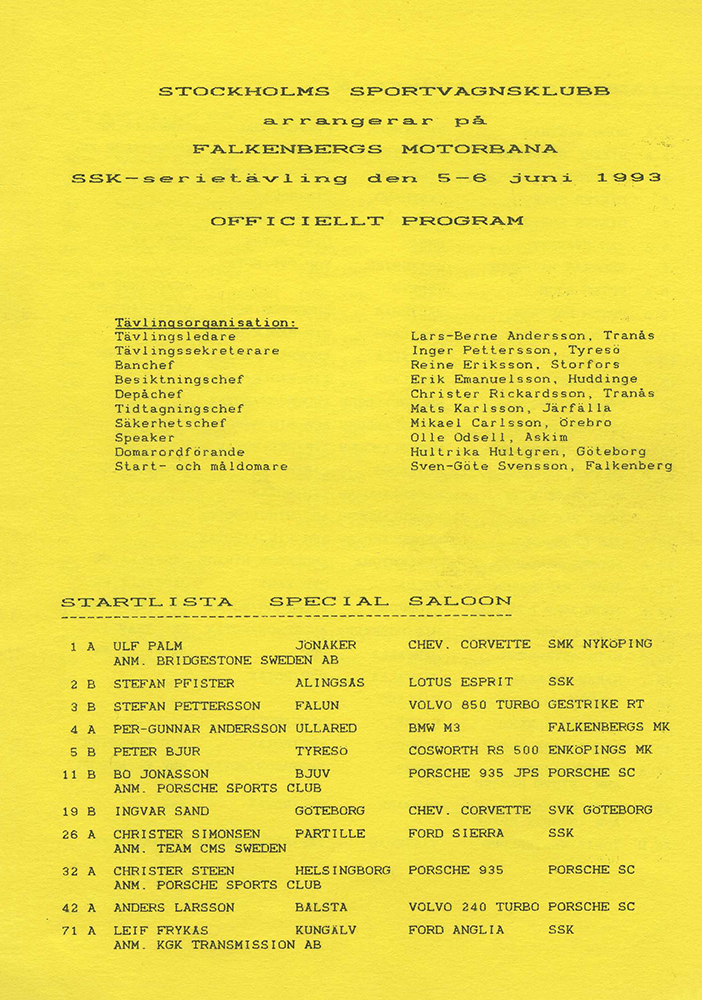 STOCKHOLMS SPORTVAGNSKLUBB
arrangerar på
FALKENBERGS MOTORBANA
SSK-serietävling den 5-6 juni 1993
OFFICIELLT PROGRAM
Tävlingsorganisation:
Tävlingsledare Lars-Berne Andersson, Tranås
Tävlingssekreterare Inger Pettersson, Tyresö
Banchef Reine Eriksson, Storfors
Besiktningschef Erik Emanuelsson, Huddinge
Depåchef Christer Rickardsson, Tranås
Tidtagningschef Mats Karlsson, Järfälla
Säkerhetschef Mikael Carlsson, Örebro
Speaker Olle Odsell, Askim
Domarordförande Hultrika Hultgren, Göteborg
Start- och måldomare Sven-Göte Svensson, Falkenberg
STARTLISTA SPECIAL SALOON
1 A ULF PALM JÖNÅKER CHEV. CORVETTE SMK NYKÖPING
ANM. BRIDGESTONE SWEDEN AB
2 B STEFAN PFISTER ALINGSÅS LOTUS ESPRIT SSK
3 B STEFAN PETTERSSON FALUN VOLVO 850 TURBO GESTRIKE RT
4 A PER-GUNNAR ANDERSSON ULLARED BMW M3 FALKENBERGS MK
5 B PETER BJUR TYRESÖ COSWORTH RS 500 ENKÖPINGS MK
11 B BO JONASSON BJUV PORSCHE 935 JPS PORSCHE SC
ANM. PORSCHE SPORTS CLUB
19 B INGVAR SAND GÖTEBORG CHEV. CORVETTE SVK GÖTEBORG
26 A CHRISTER SIMONSEN PARTILLE FORD SIERRA SSK
ANM. TEAM CMS SWEDEN
32 A CHRISTER STEEN HELSINGBORG PORSCHE 935 PORSCHE SC
ANM. PORSCHE SPORTS CLUB
42 A ANDERS LARSSON BÅLSTA VOLVO 240 TURBO PORSCHE SC
71 A LEIF FRYKÅS KUNGÄLV FORD ANGLIA SSK
ANM. KGK TRANSMISSION AB